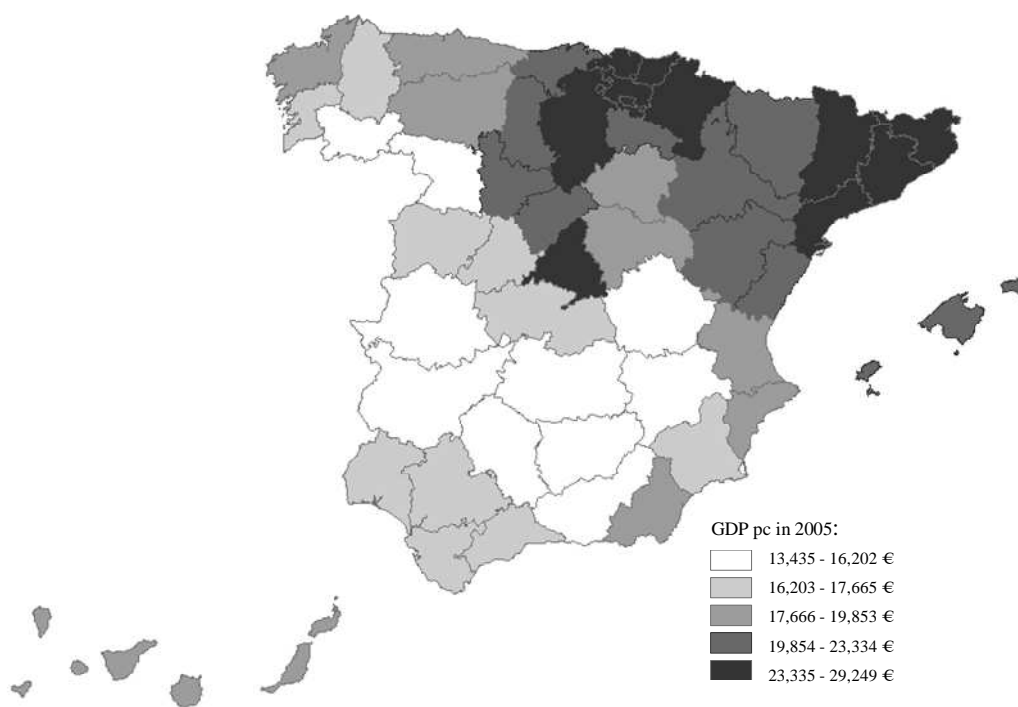 GDP pc in 2005:
13,435 - 16,202 €
16,203 - 17,665 €
17,666 - 19,853 €
19,854 - 23,334 €
23,335 - 29,249 €